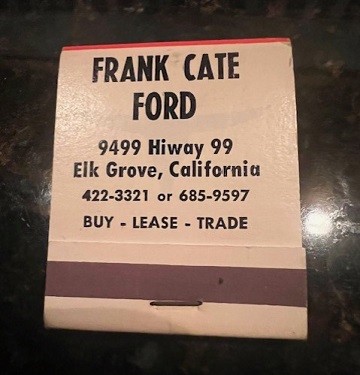 FRANK CATE
FORD
9499 Hiway 99
Elk Grove, California
422-3321 or 685-9597
BUY - LEASE - TRADE